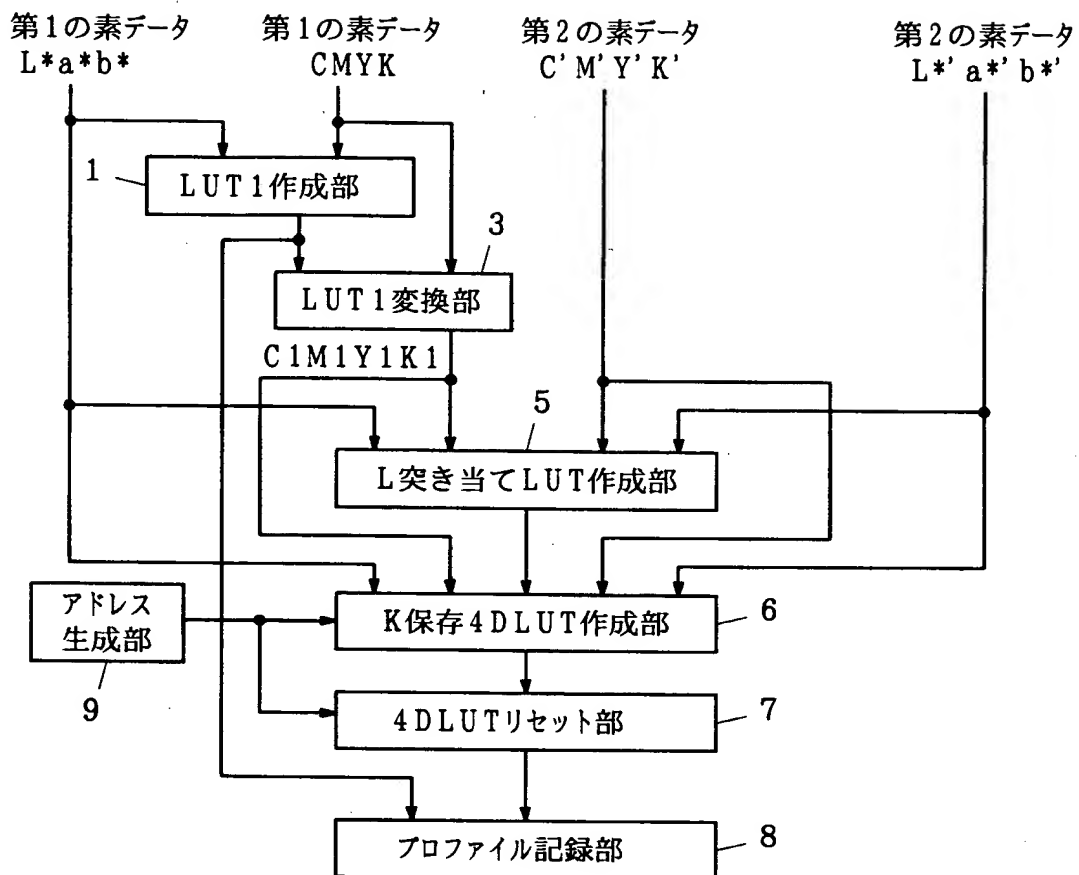 第1の素データ
L*a*b*
第1の素データ
CMYK
第2の素データ
C'M'Y'K'
第2の素データ
L*'a*'b*'
1
LUT1作成部
3
LUT1変換部
C1M1Y1K1
5
L突き当てLUT作成部
アドレス
生成部
9
K保存4DLUT作成部
6
4DLUTリセット部
7
プロファイル記録部
8